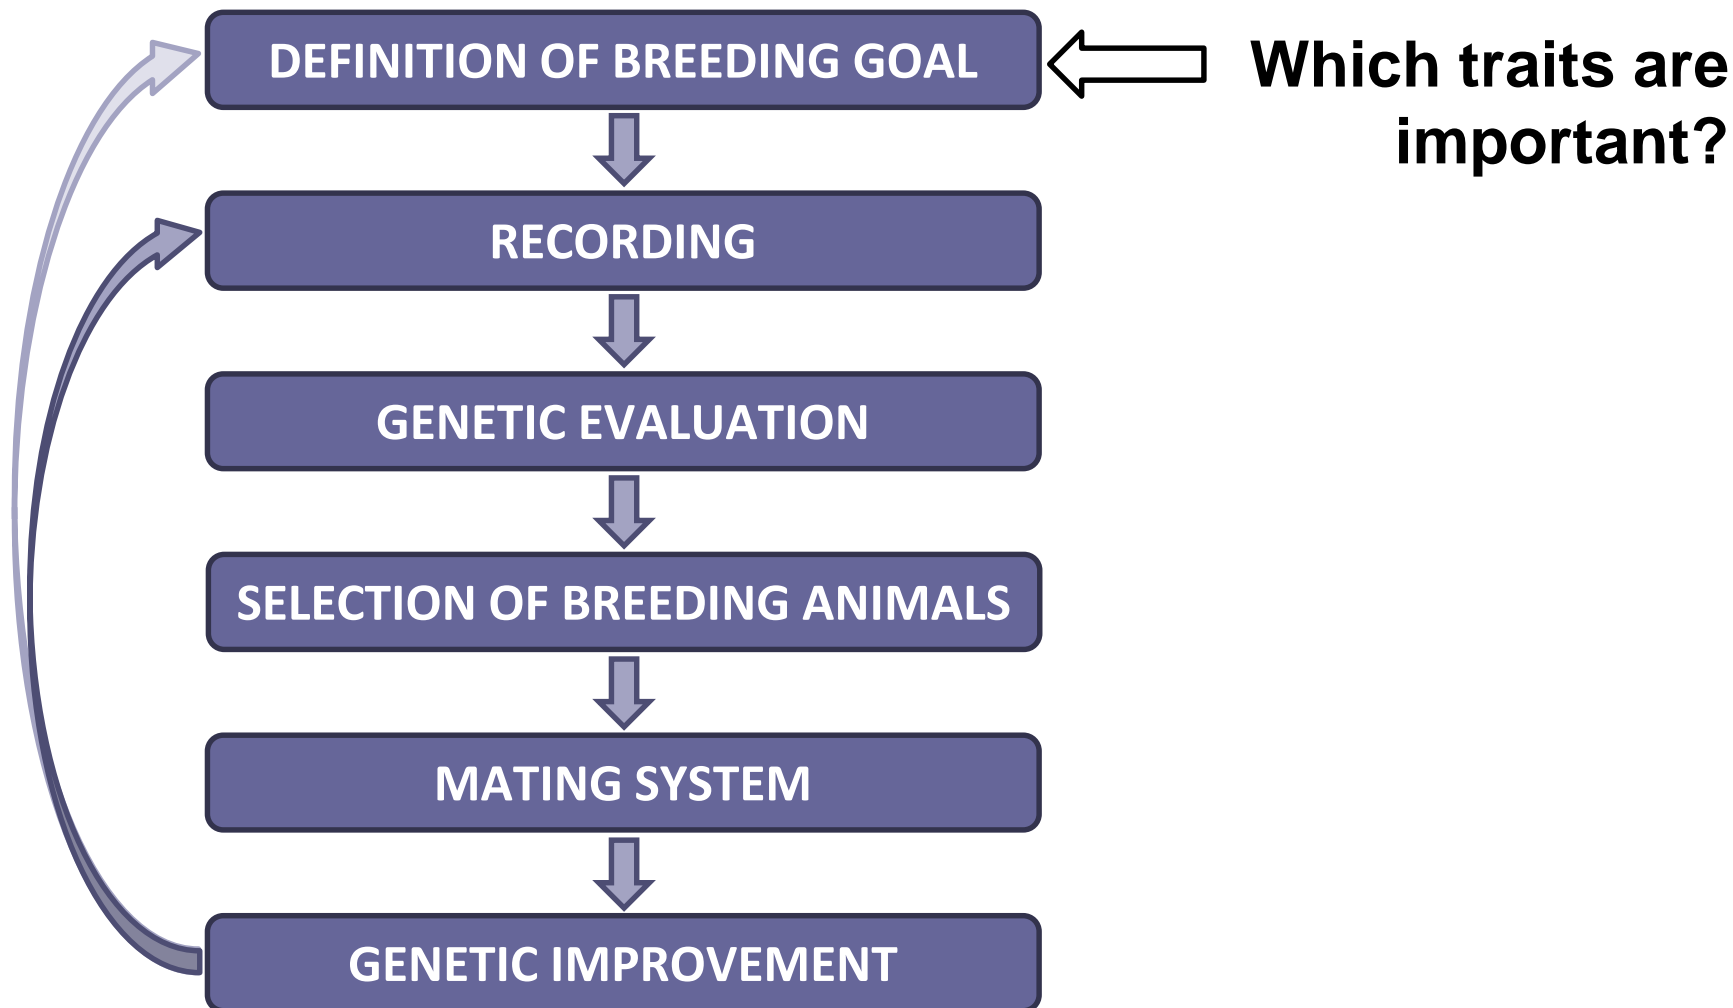 DEFINITION OF BREEDING GOAL
Which traits are
important?
RECORDING
GENETIC EVALUATION
SELECTION OF BREEDING ANIMALS
MATING SYSTEM
GENETIC IMPROVEMENT